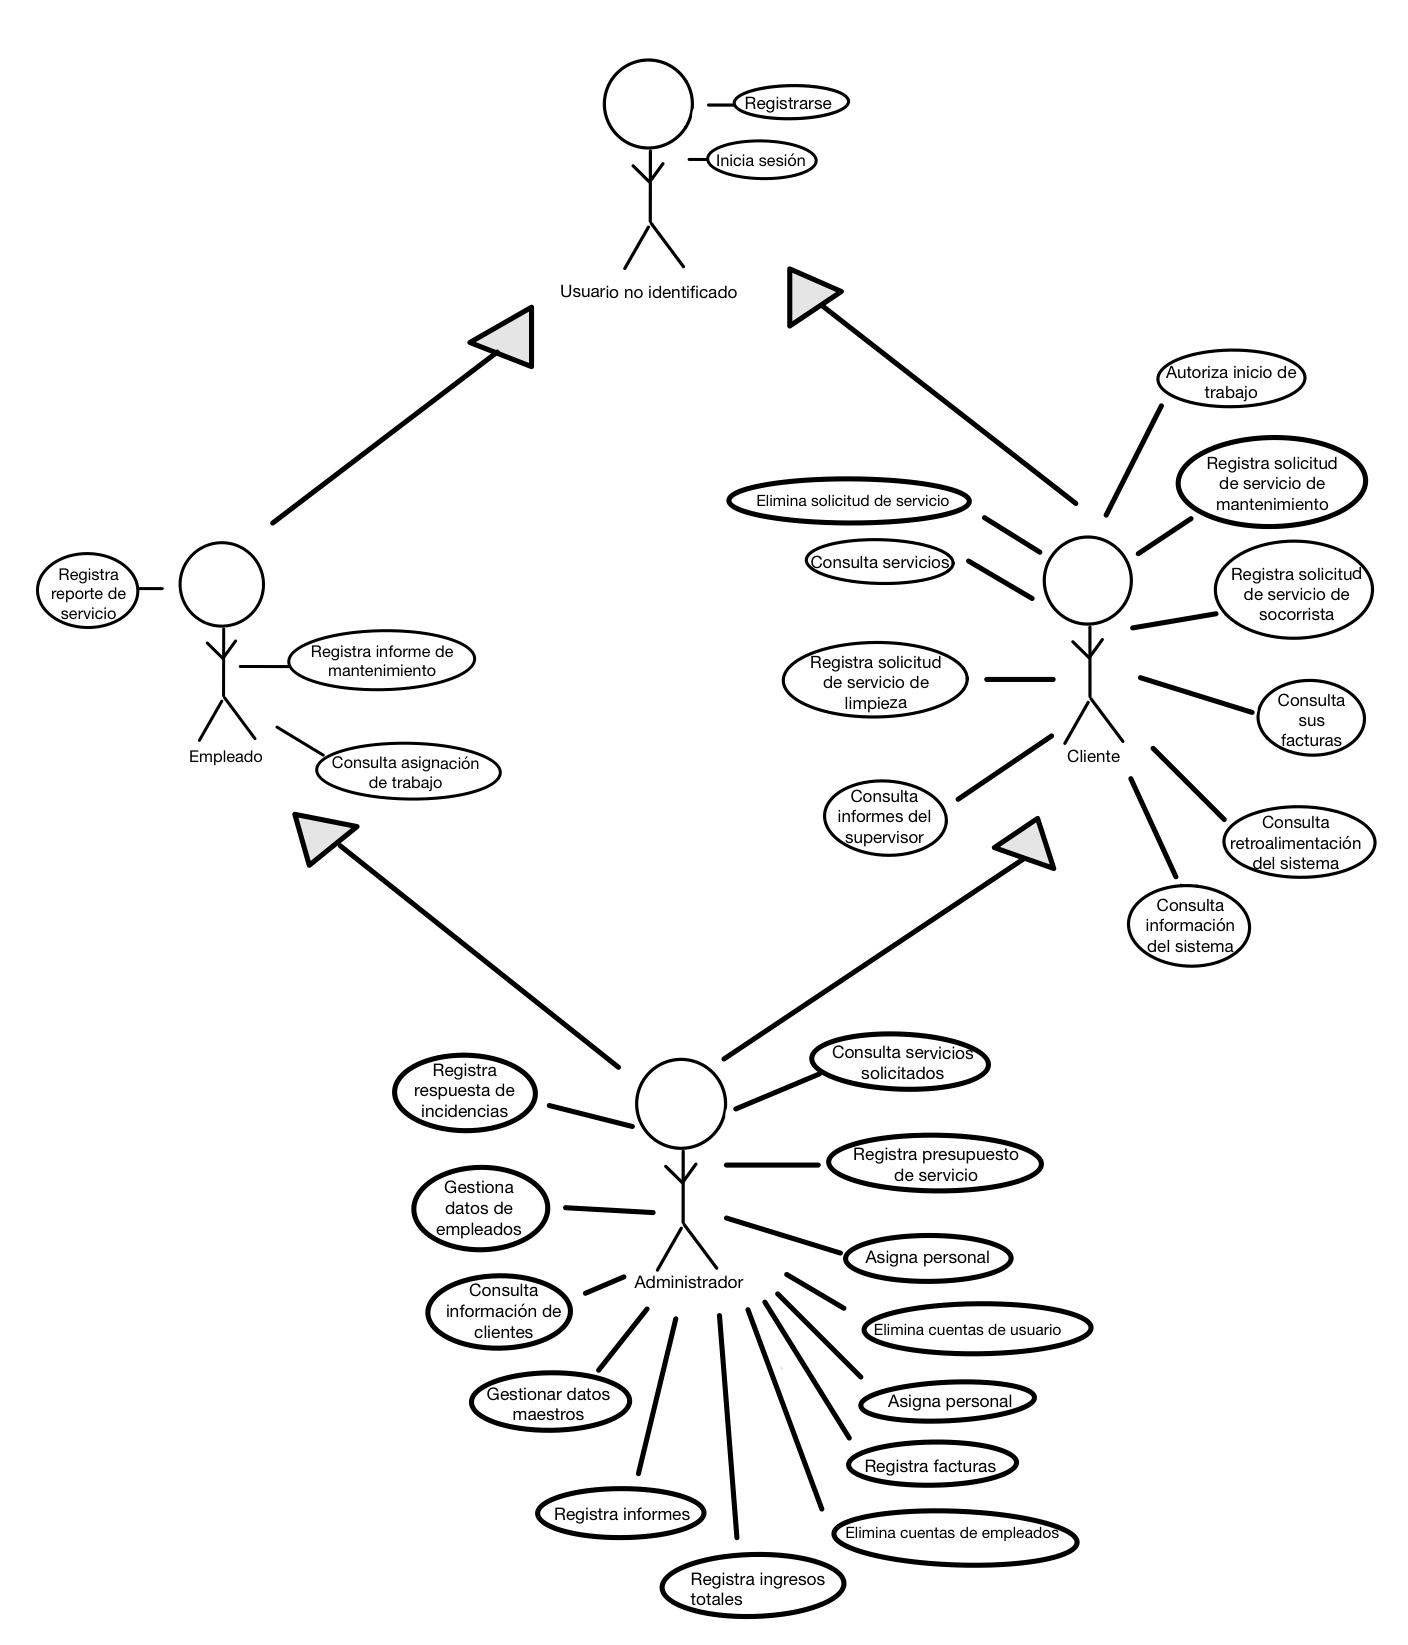 Registrarse
Inicia sesión
Usuario no identificado
Autoriza inicio de
trabajo
Registra solicitud
de servicio de
mantenimiento
Elimina solicitud de servicio
Consulta servicios
Registra solicitud
de servicio de
socorrista
Registra
reporte de
servicio
Registra informe de
mantenimiento
Registra solicitud
de servicio de
limpieza
Consulta
sus
facturas
Empleado
Consulta asignación
de trabajo
Cliente
Consulta
informes del
supervisor
Consulta
retroalimentación
del sistema
Consulta
información
del sistema
Registra
respuesta de
incidencias
Consulta servicios
solicitados
Registra presupuesto
de servicio
Gestiona
datos de
empleados
Asigna personal
Administrador
Consulta
información de
clientes
Elimina cuentas de usuario
Gestionar datos
maestros
Asigna personal
Registra facturas
Registra informes
Elimina cuentas de empleados
Registra ingresos
totales